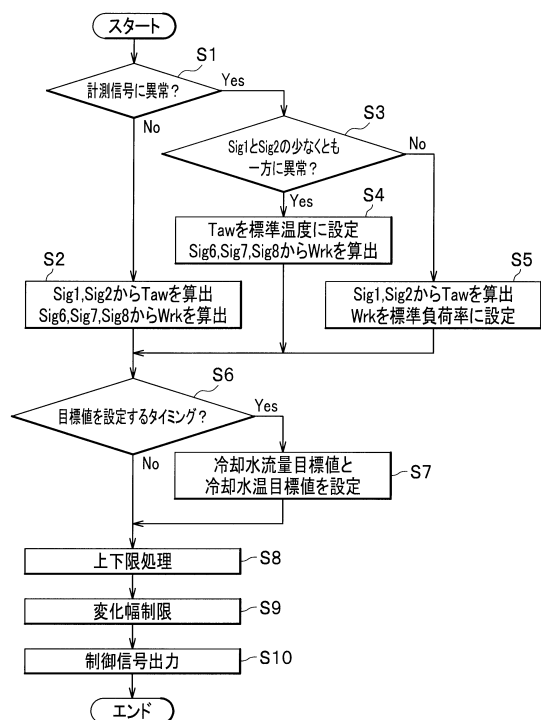 スタート
S1
計測信号に異常?
Yes
No
S3
Sig1とSig2の少なくとも
一方に異常?
No
Yes
S4
Tawを標準温度に設定
Sig6,Sig7,Sig8からWrkを算出
S2
Sig1,Sig2からTawを算出
Sig6,Sig7,Sig8からWrkを算出
S5
Sig1,Sig2からTawを算出
Wrkを標準負荷率に設定
S6
目標値を設定するタイミング?
Yes
No
冷却水流量目標値と
冷却水温目標値を設定
S7
上下限処理
S8
変化幅制限
S9
制御信号出力
S10
エンド